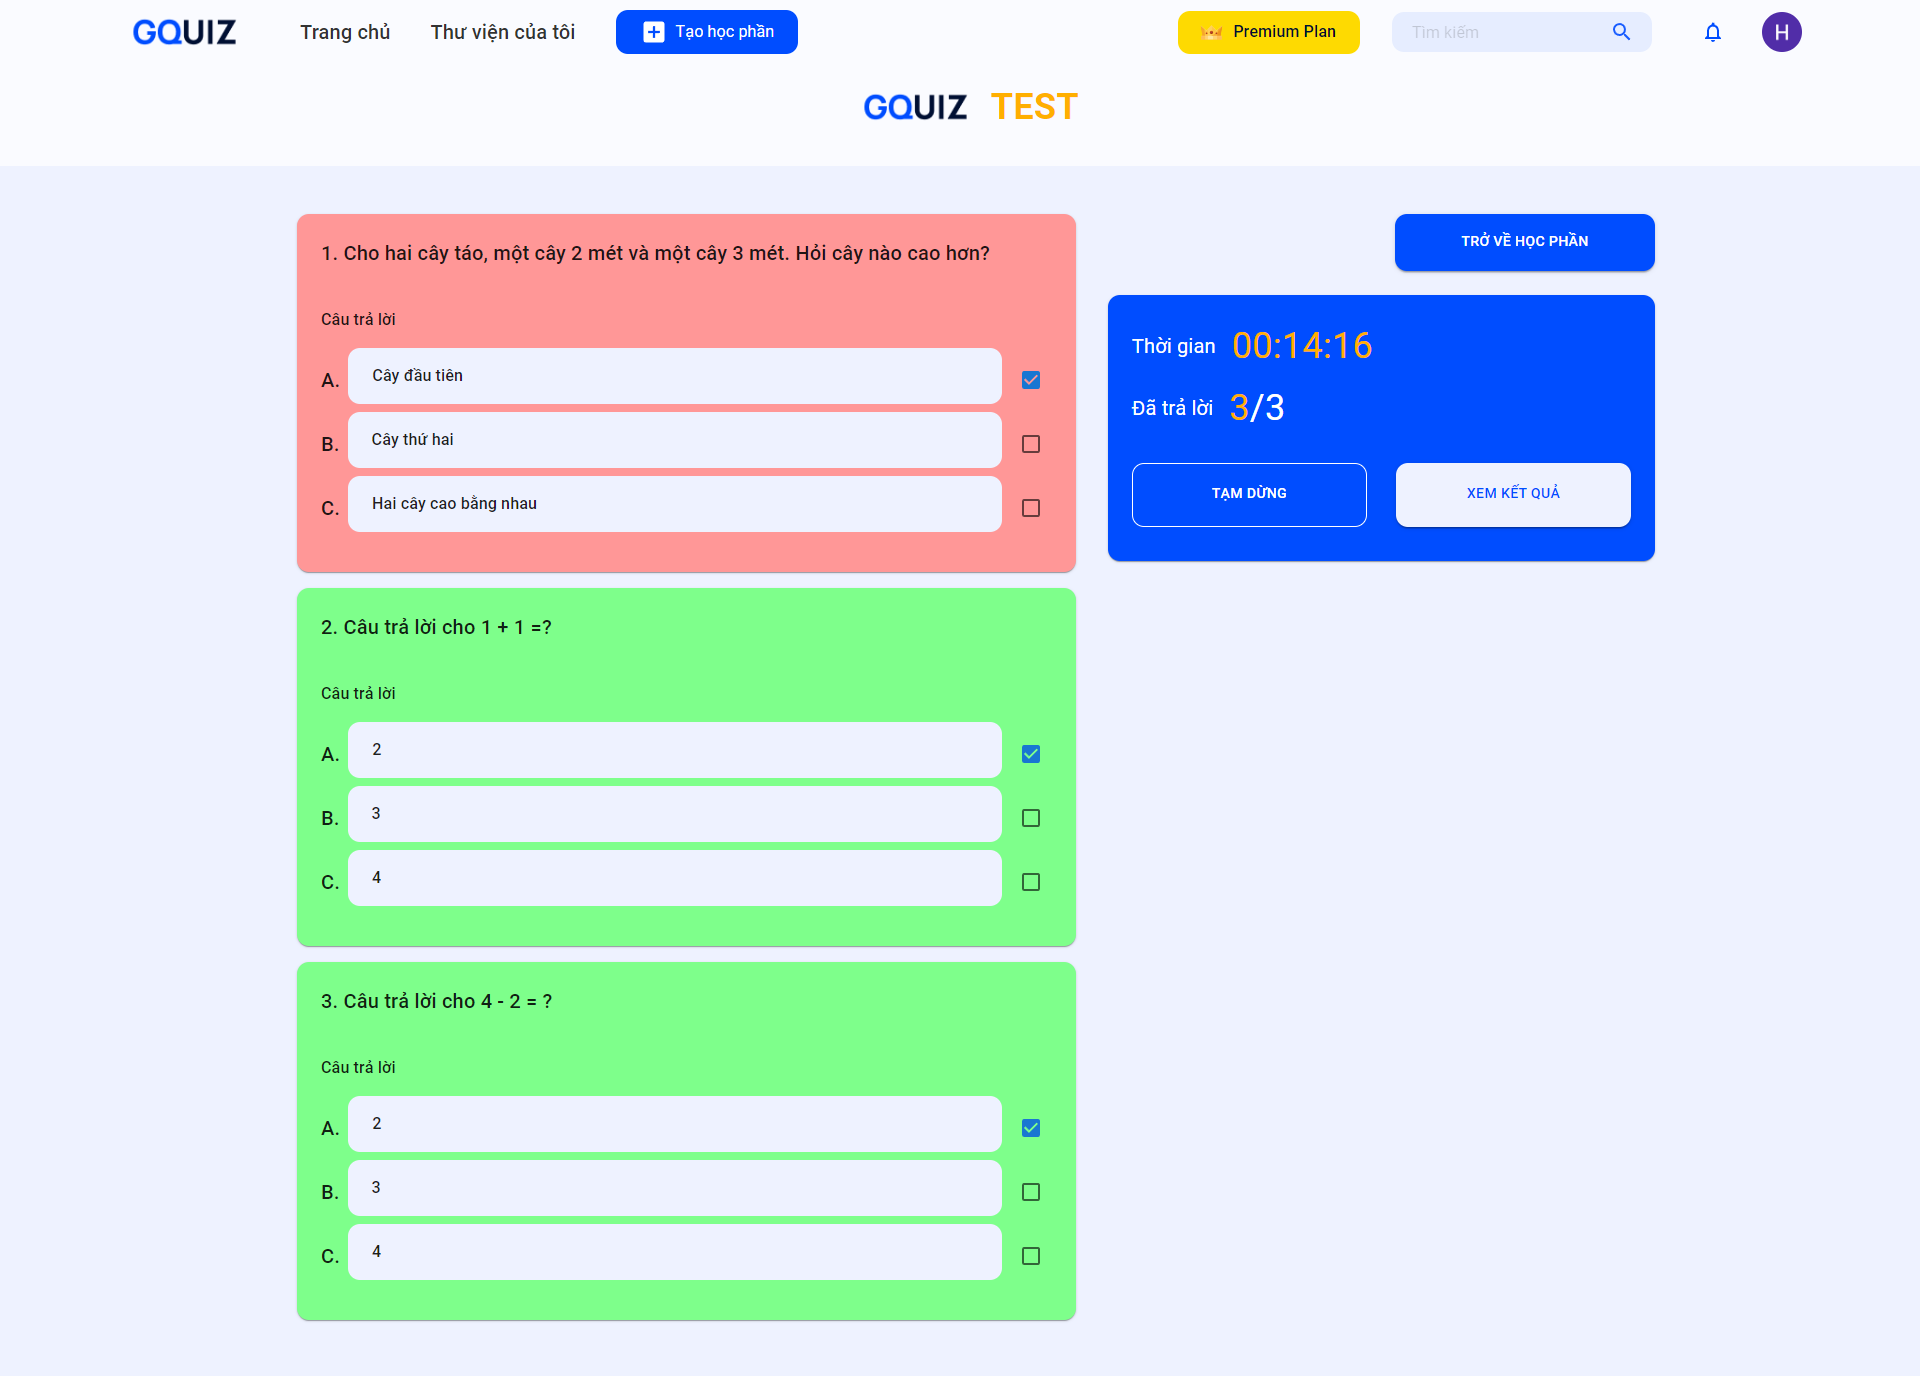 GQUIZ
Trang chủ
Thư viện của tôi
Tạo học phần
Premium Plan
Tìm kiếm
H
GQUIZ TEST
1. Cho hai cây táo, một cây 2 mét và một cây 3 mét. Hỏi cây nào cao hơn?
Câu trả lời
A. Cây đầu tiên
B. Cây thứ hai
C. Hai cây cao bằng nhau
2. Câu trả lời cho 1 + 1 =?
Câu trả lời
A. 2
B. 3
C. 4
3. Câu trả lời cho 4 - 2 = ?
Câu trả lời
A. 2
B. 3
C. 4
TRỞ VỀ HỌC PHẦN
Thời gian 00:14:16
Đã trả lời 3/3
TẠM DỪNG
XEM KẾT QUẢ